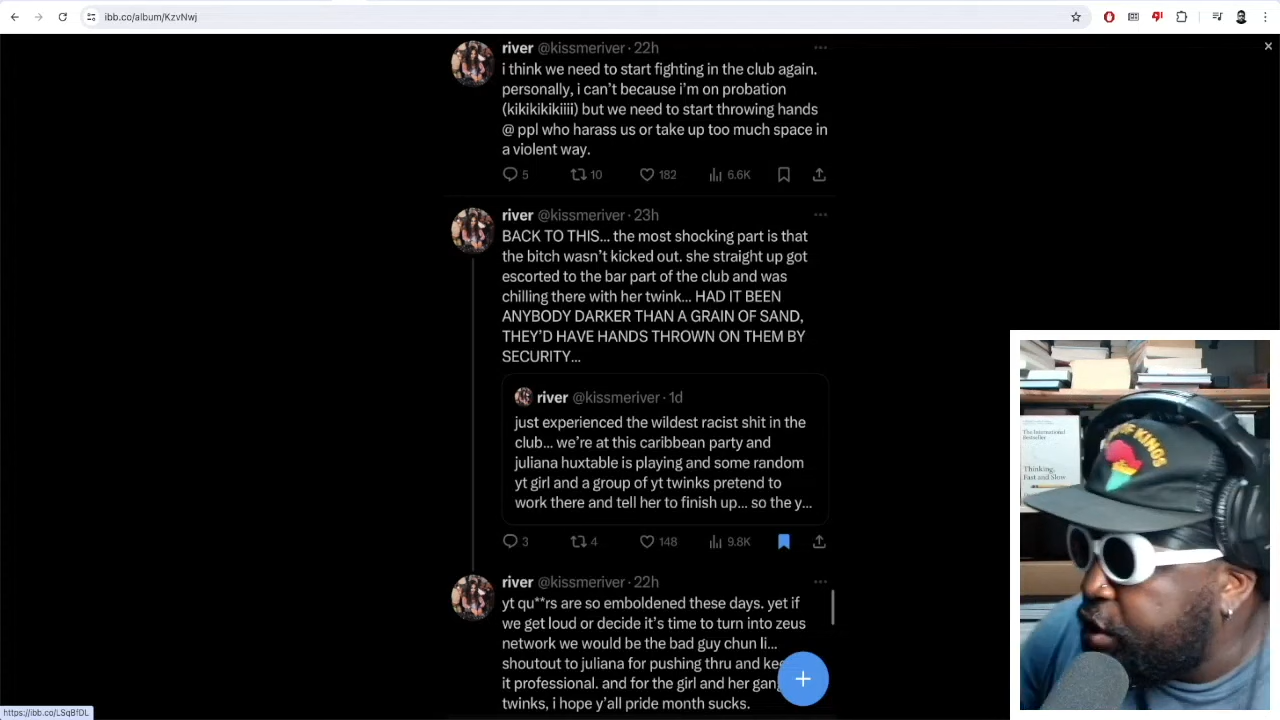 ibb.co/album/KzvNwj
river @kissmeriver · 22h
i think we need to start fighting in the club again.
personally, i can't because i'm on probation
(kikikikikiiii) but we need to start throwing hands
@ ppl who harass us or take up too much space in
a violent way.
5 10 182 6.6K
river @kissmeriver · 23h
BACK TO THIS... the most shocking part is that
the bitch wasn't kicked out. she straight up got
escorted to the bar part of the club and was
chilling there with her twink... HAD IT BEEN
ANYBODY DARKER THAN A GRAIN OF SAND,
THEY'D HAVE HANDS THROWN ON THEM BY
SECURITY...
river @kissmeriver · 1d
just experienced the wildest racist shit in the
club... we're at this caribbean party and
juliana huxtable is playing and some random
yt girl and a group of yt twinks pretend to
work there and tell her to finish up... so the y...
3 4 148 9.8K
river @kissmeriver · 22h
yt qu**rs are so emboldened these days. yet if
we get loud or decide it's time to turn into zeus
network we would be the bad guy chun li...
shoutout to juliana for pushing thru and kee
it professional. and for the girl and her gan
twinks, i hope y'all pride month sucks.
https://ibb.co/LSqBfDL
The International
Bestseller
Thinking,
Fast and Slow
OF KINGS